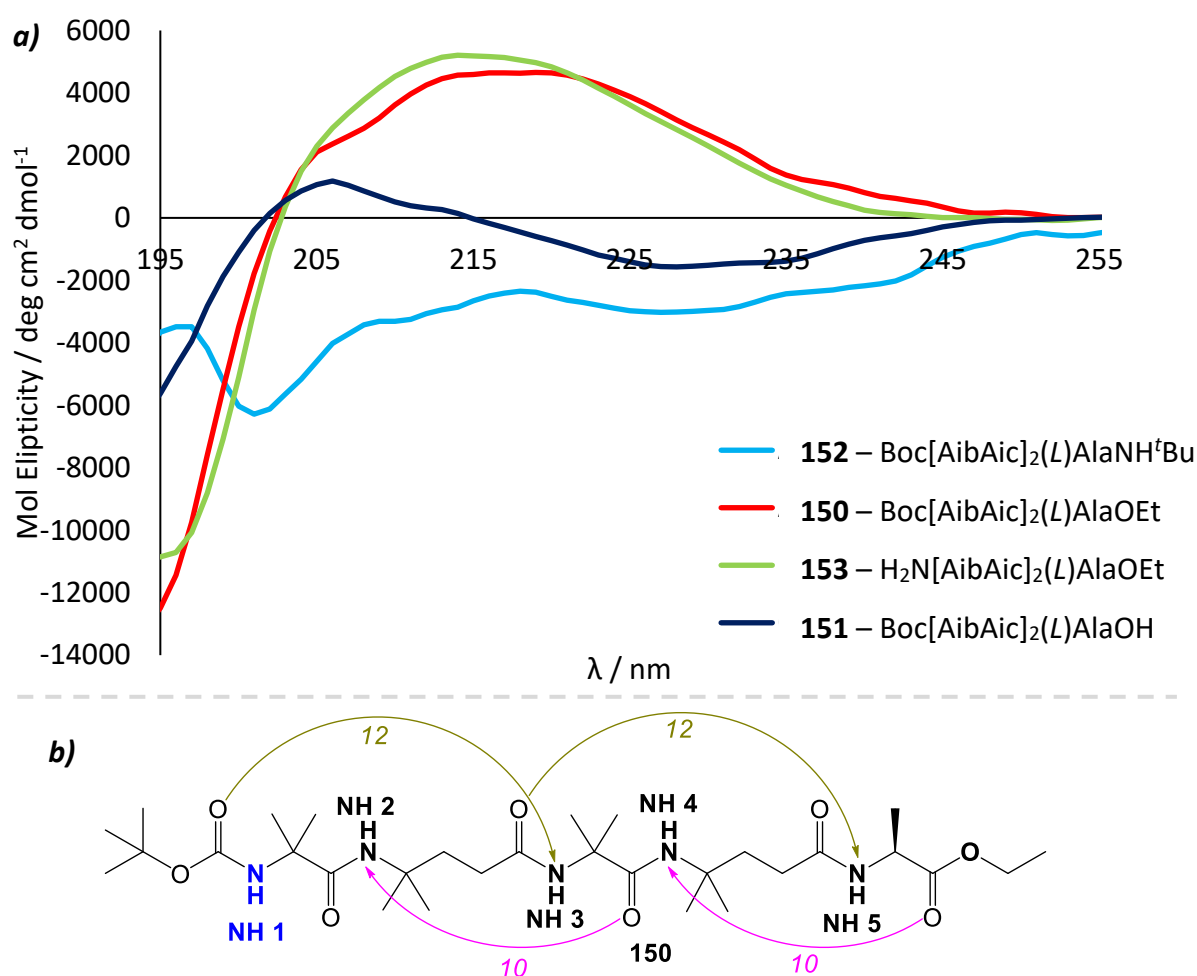 a)
6000
4000
2000
0
-2000
-4000
-6000
-8000
-10000
-12000
-14000
Mol Elipticity / deg cm² dmol⁻¹
195 205 215 225 235 245 255
λ / nm
152 – Boc[AibAic]₂(L)AlaNHᵗBu
150 – Boc[AibAic]₂(L)AlaOEt
153 – H₂N[AibAic]₂(L)AlaOEt
151 – Boc[AibAic]₂(L)AlaOH
b)
12 12
NH 2 NH 4
O H O H O
O N N N N N O
H O H O H O
NH 1 NH 3 150 NH 5
10 10